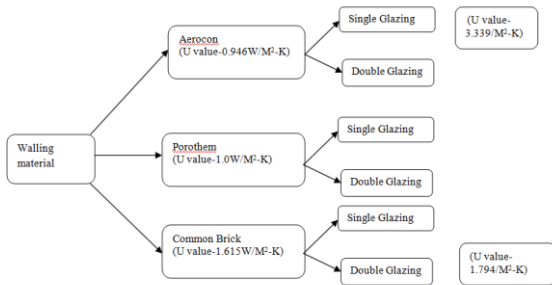 Single Glazing
(U value-
3.339/M²-K)
Aerocon
(U value-0.946W/M²-K)
Double Glazing
Single Glazing
Walling
material
Porothem
(U value-1.0W/M²-K)
Double Glazing
Single Glazing
Common Brick
(U value-1.615W/M²-K)
Double Glazing
(U value-
1.794/M²-K)